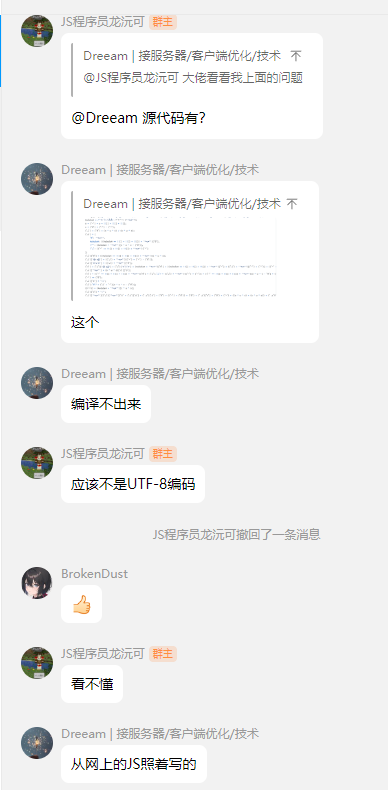 JS程序员龙沅可 群主
Dreeam | 接服务器/客户端优化/技术
@JS程序员龙沅可 大佬看看我上面的问题
@Dreeam 源代码有?
Dreeam | 接服务器/客户端优化/技术
Dreeam | 接服务器/客户端优化/技术
这个
Dreeam | 接服务器/客户端优化/技术
编译不出来
JS程序员龙沅可 群主
应该不是UTF-8编码
JS程序员龙沅可撤回了一条消息
BrokenDust
JS程序员龙沅可 群主
看不懂
Dreeam | 接服务器/客户端优化/技术
从网上的JS照着写的